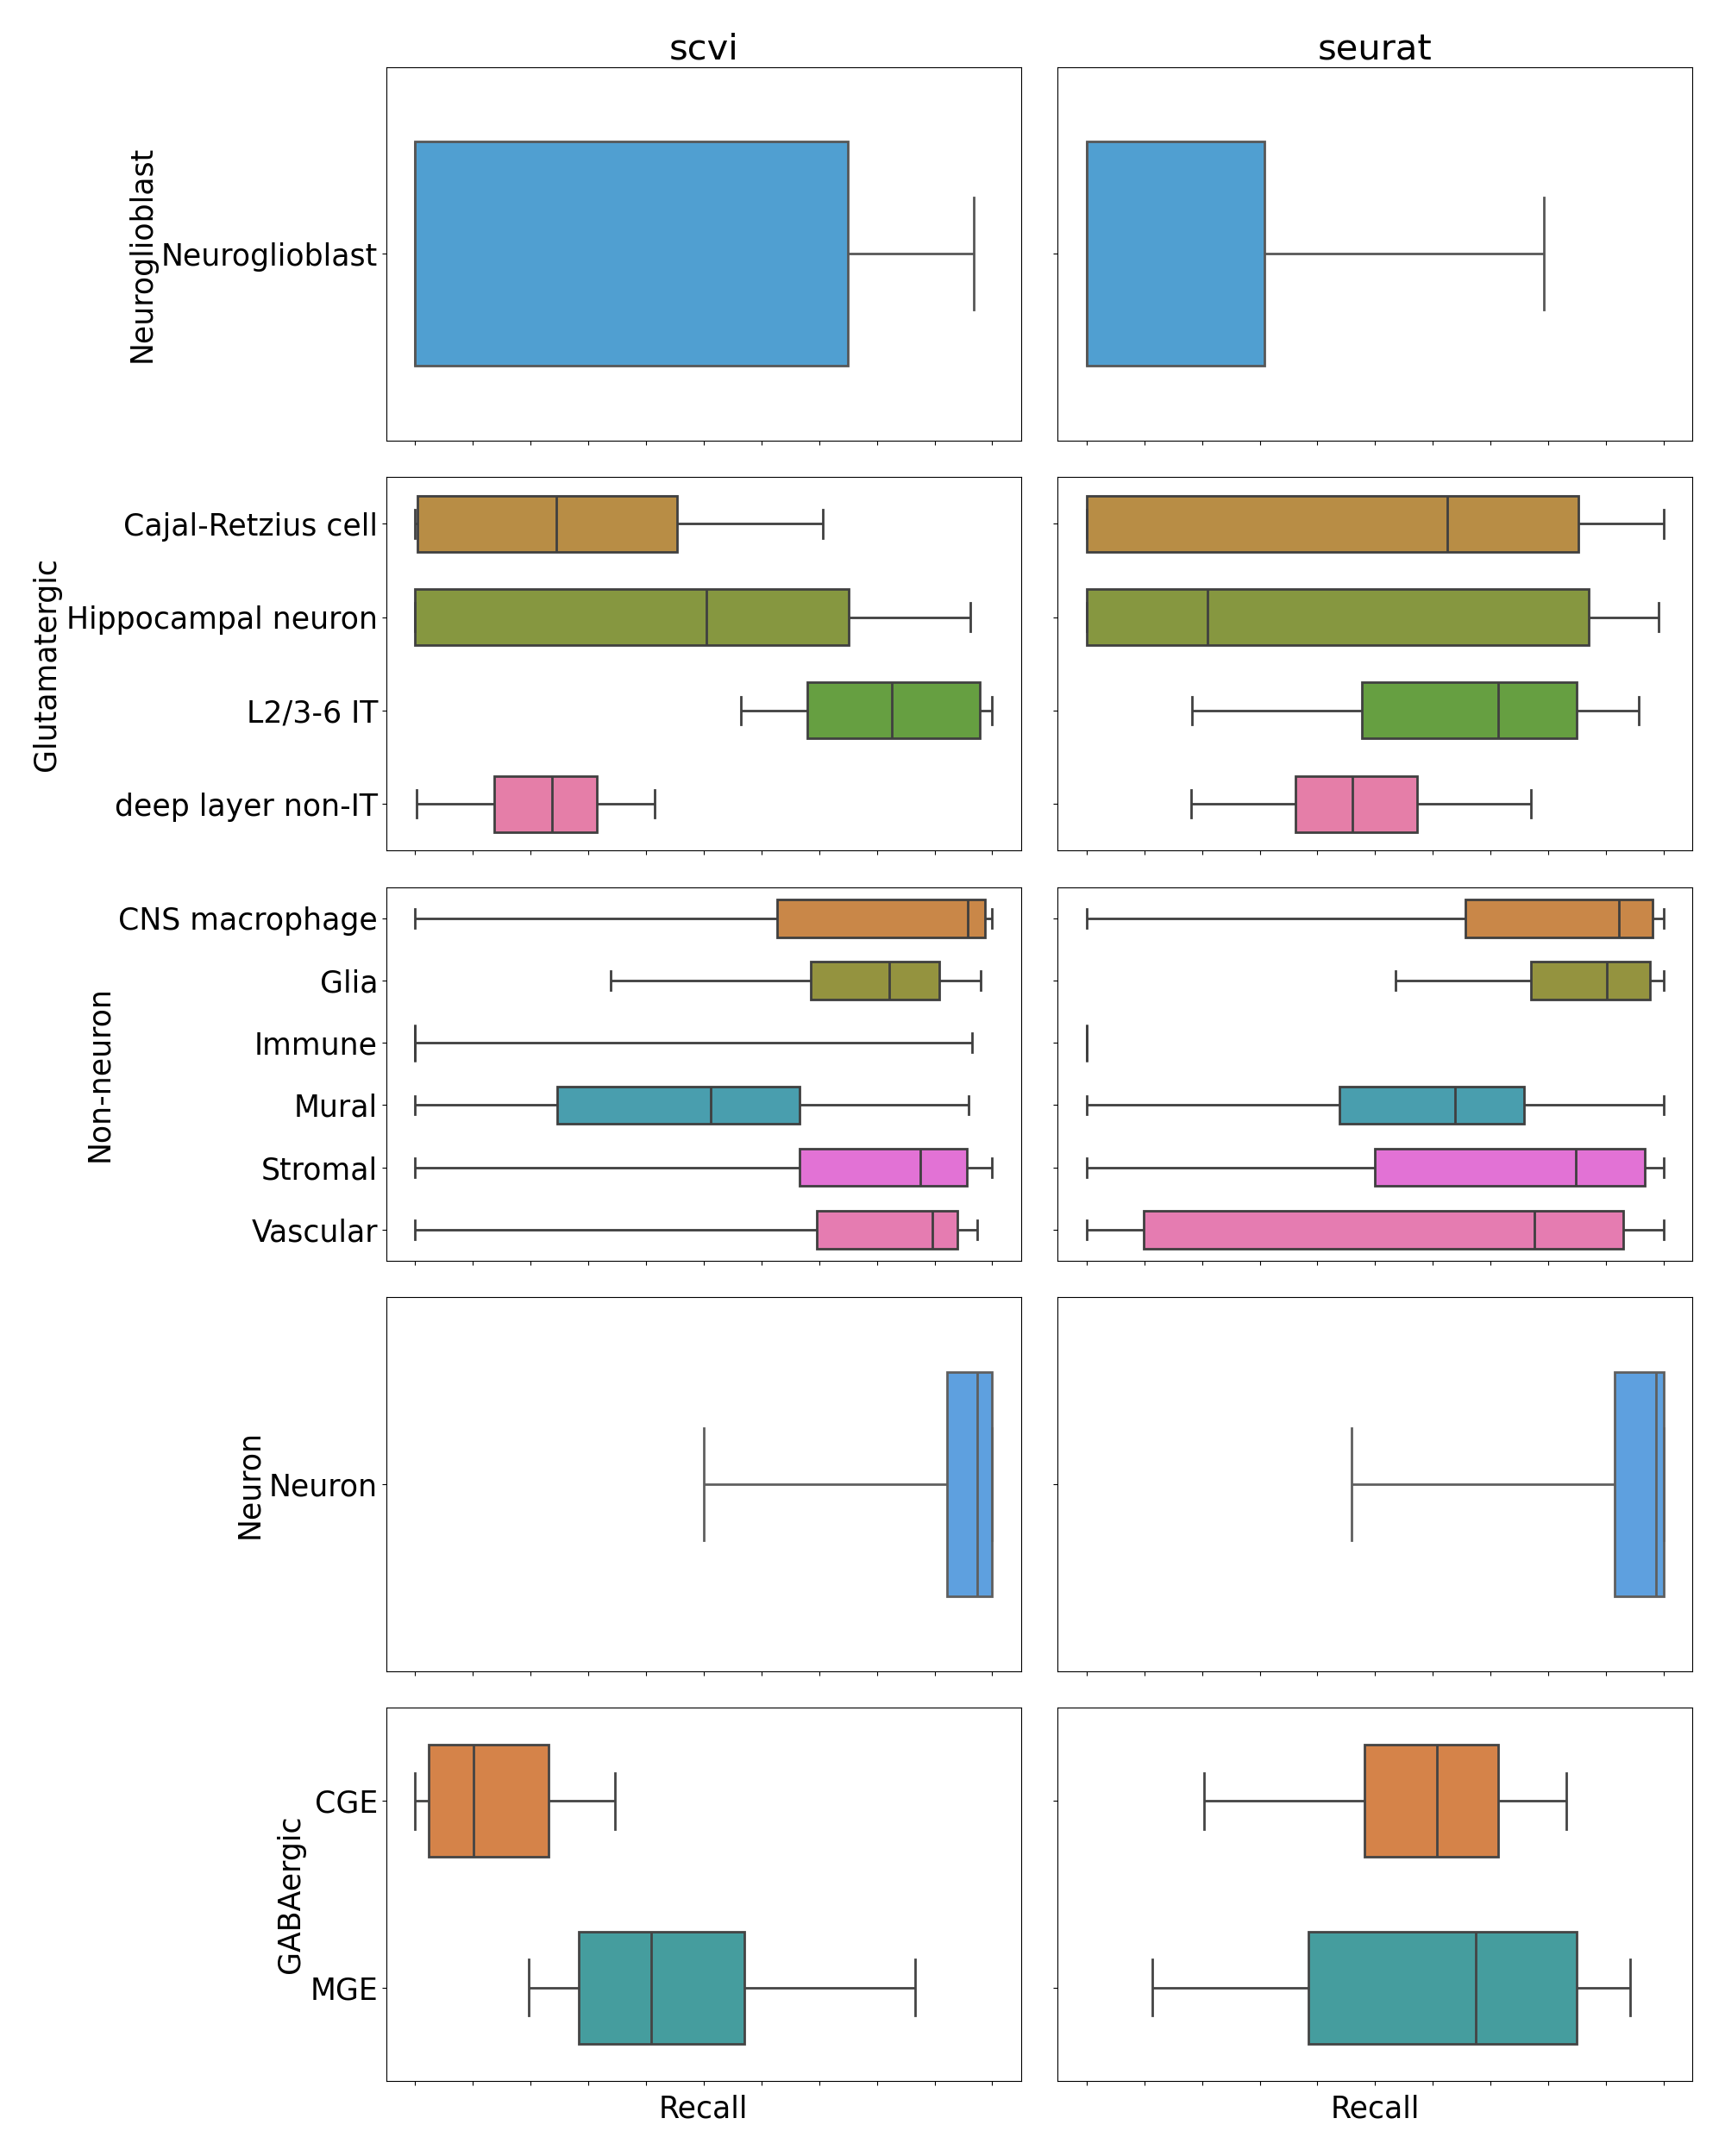 scvi
seurat
Neuroglioblast
Neuroglioblast
Glutamatergic
Cajal-Retzius cell
Hippocampal neuron
L2/3-6 IT
deep layer non-IT
Non-neuron
CNS macrophage
Glia
Immune
Mural
Stromal
Vascular
Neuron
Neuron
GABAergic
CGE
MGE
Recall
Recall